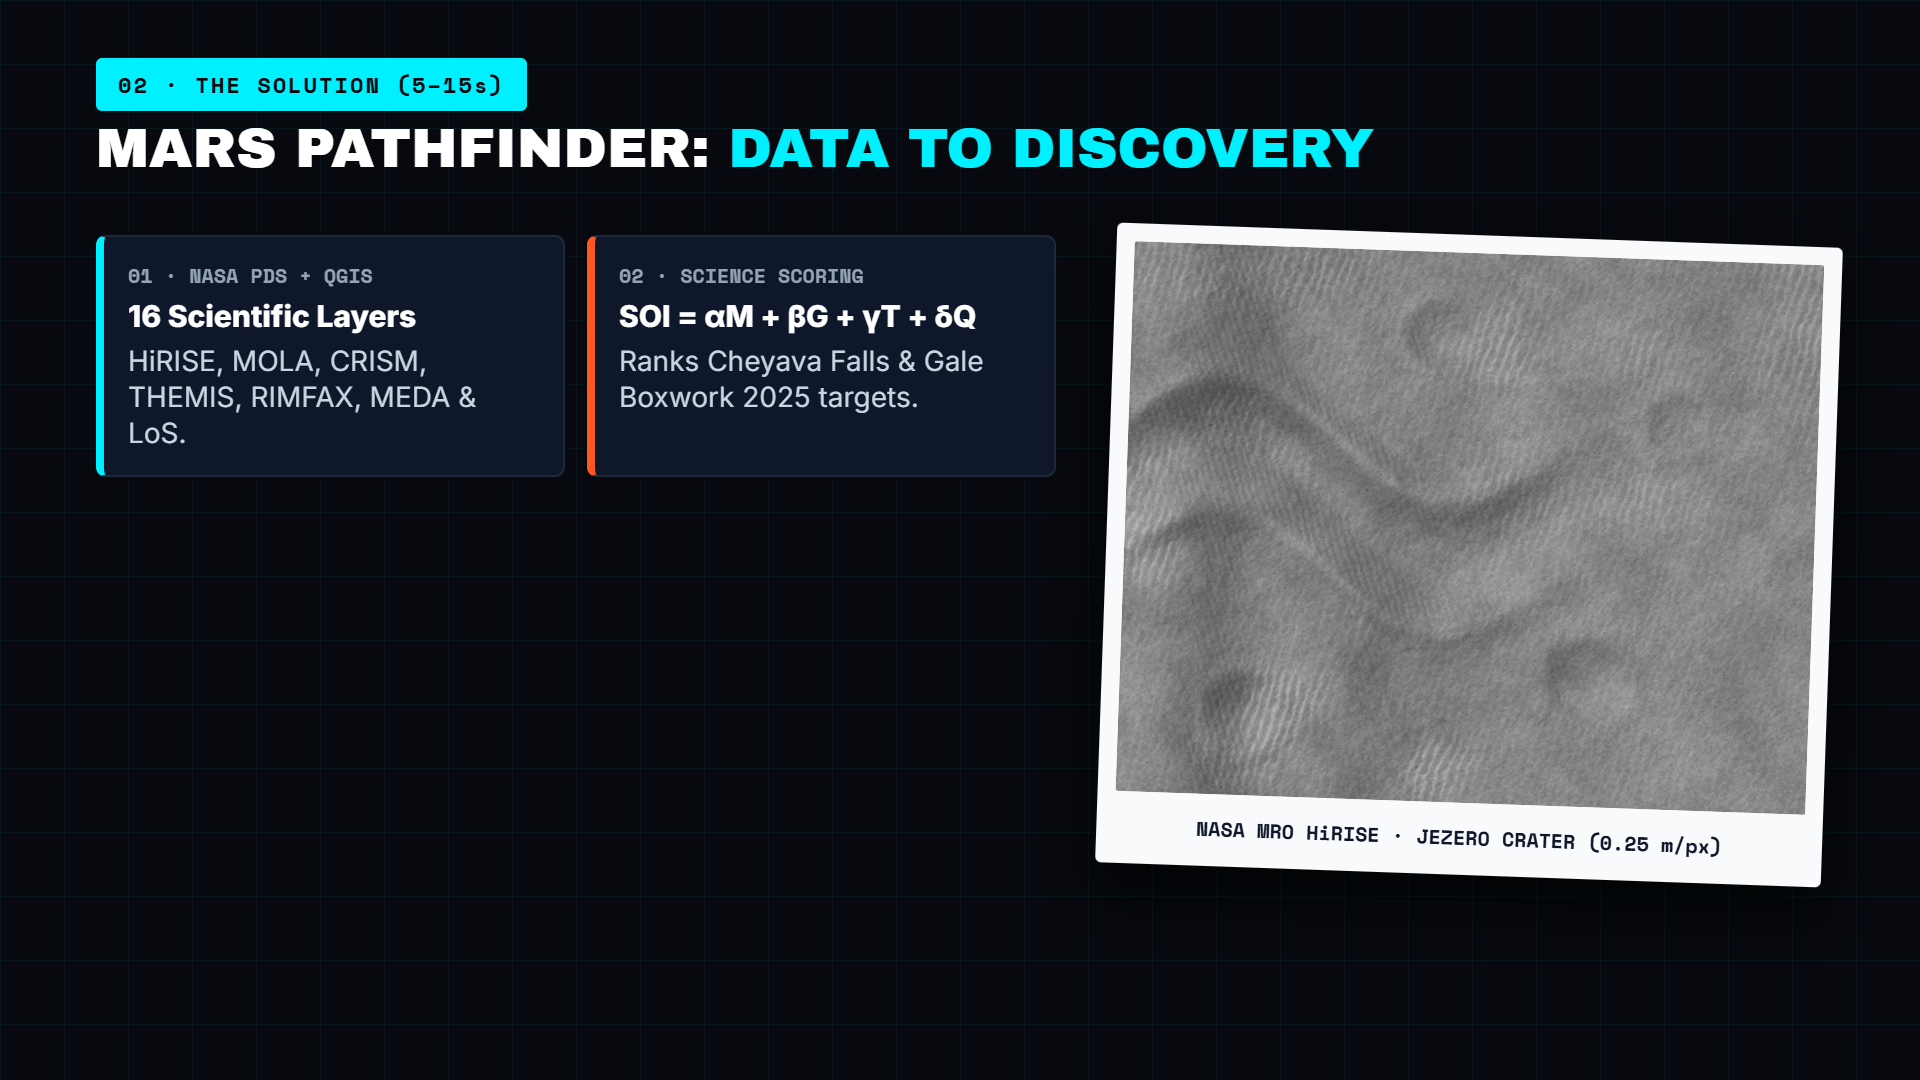 02 · THE SOLUTION (5–15s)
MARS PATHFINDER: DATA TO DISCOVERY
01 · NASA PDS + QGIS
16 Scientific Layers
HiRISE, MOLA, CRISM,
THEMIS, RIMFAX, MEDA &
LoS.
02 · SCIENCE SCORING
SOI = αM + βG + γT + δQ
Ranks Cheyava Falls & Gale
Boxwork 2025 targets.
NASA MRO HiRISE · JEZERO CRATER (0.25 m/px)